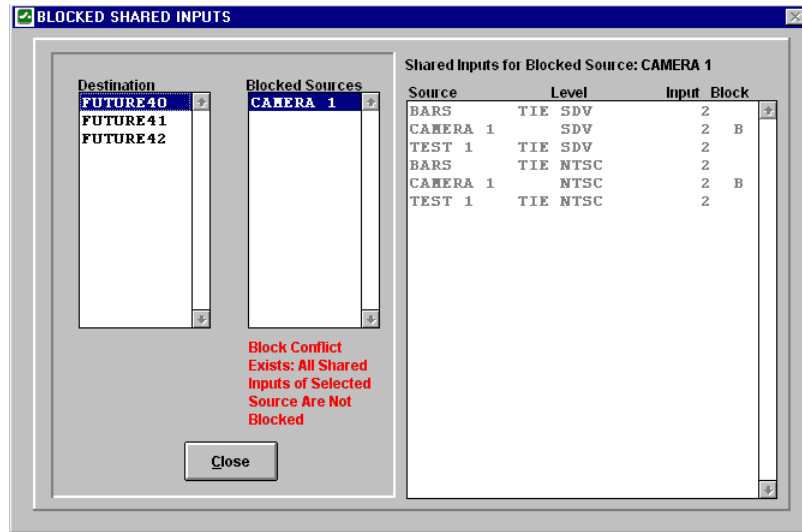 BLOCKED SHARED INPUTS
Destination
FUTURE40
FUTURE41
FUTURE42
Blocked Sources
CAMERA 1
Block Conflict
Exists: All Shared
Inputs of Selected
Source Are Not
Blocked
Close
Shared Inputs for Blocked Source: CAMERA 1
Source Level Input Block
BARS TIE SDV 2
CAMERA 1 SDV 2 B
TEST 1 TIE SDV 2
BARS TIE NTSC 2
CAMERA 1 NTSC 2 B
TEST 1 TIE NTSC 2